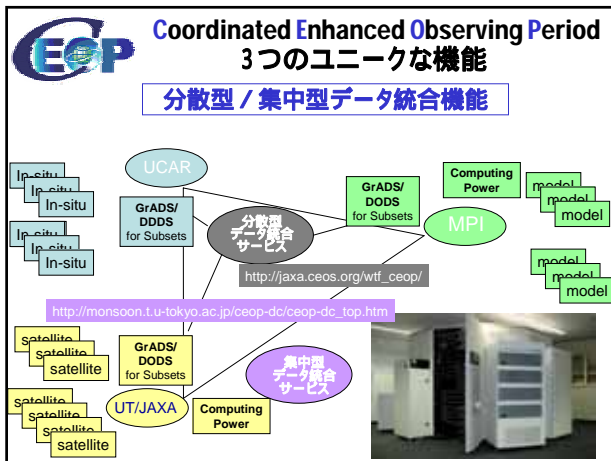 CEOP
Coordinated Enhanced Observing Period
3つのユニークな機能
分散型 / 集中型データ統合機能
In-situ
In-situ
In-situ
In-situ
In-situ
In-situ
UCAR
GrADS/
DDDS
for Subsets
分散型
データ統合
サービス
GrADS/
DODS
for Subsets
Computing
Power
MPI
model
model
model
model
model
model
http://jaxa.ceos.org/wtf_ceop/
http://monsoon.t.u-tokyo.ac.jp/ceop-dc/ceop-dc_top.htm
satellite
satellite
satellite
satellite
satellite
satellite
satellite
GrADS/
DODS
for Subsets
UT/JAXA
Computing
Power
集中型
データ統合
サービス